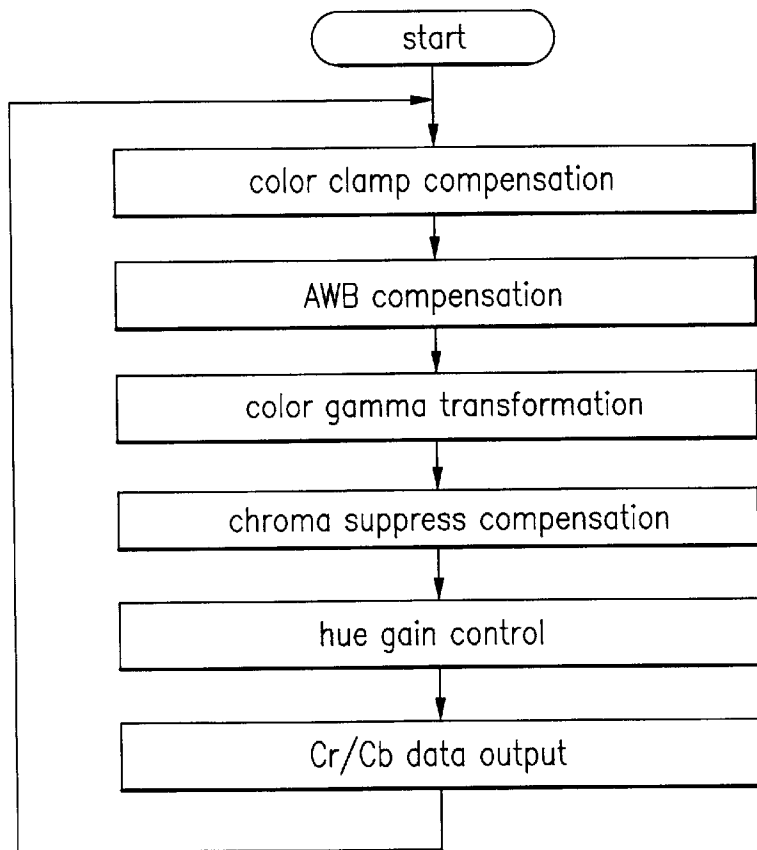 start
color clamp compensation
AWB compensation
color gamma transformation
chroma suppress compensation
hue gain control
Cr/Cb data output